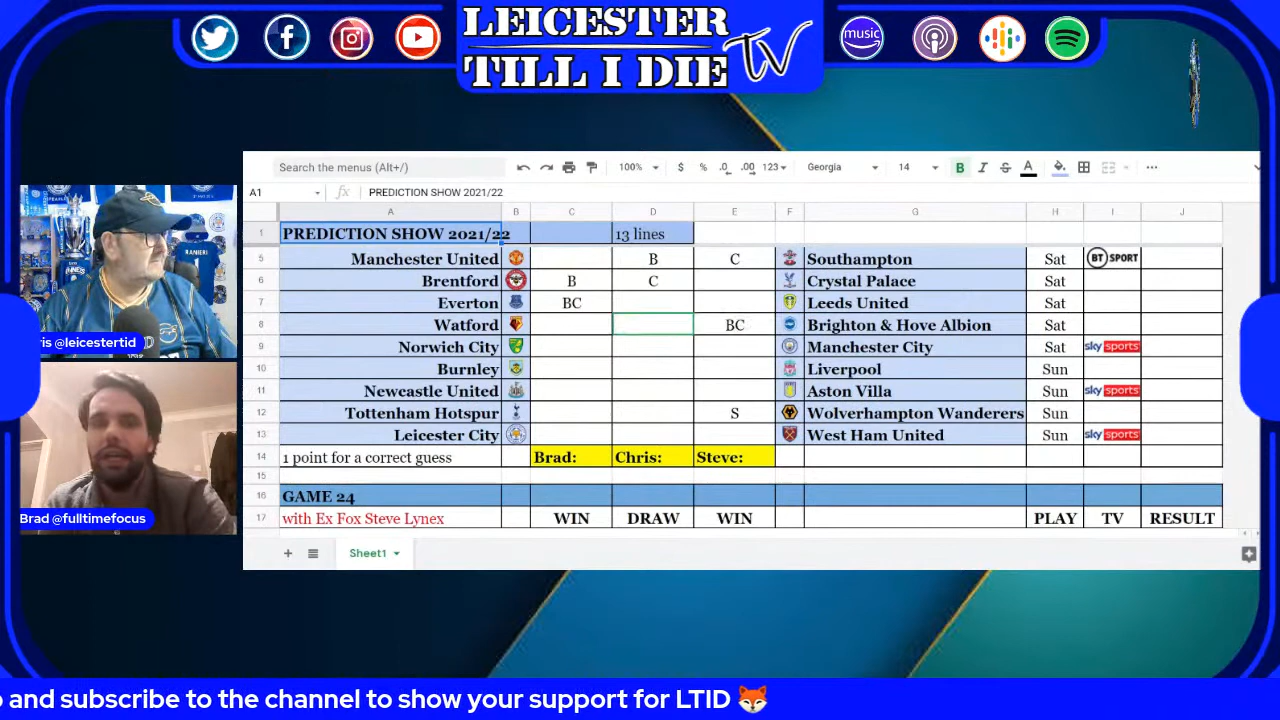 LEICESTER
TILL I DIE TV
music
Search the menus (Alt+/)
100%
$ % .0 .00 123
Georgia
14
B I S A
A1
fx PREDICTION SHOW 2021/22
A B C D E F G H I J
1 PREDICTION SHOW 2021/22 13 lines
5 Manchester United B C Southampton Sat BT SPORT
6 Brentford B C Crystal Palace Sat
7 Everton BC Leeds United Sat
8 Watford BC Brighton & Hove Albion Sat
9 Norwich City Manchester City Sat sky sports
10 Burnley Liverpool Sun
11 Newcastle United Aston Villa Sun sky sports
12 Tottenham Hotspur S Wolverhampton Wanderers Sun
13 Leicester City West Ham United Sun sky sports
14 1 point for a correct guess Brad: Chris: Steve:
15
16 GAME 24
17 with Ex Fox Steve Lynex WIN DRAW WIN PLAY TV RESULT
Sheet1
RANIERI
ris @leicestertid
Brad @fulltimefocus
and subscribe to the channel to show your support for LTID 🦊